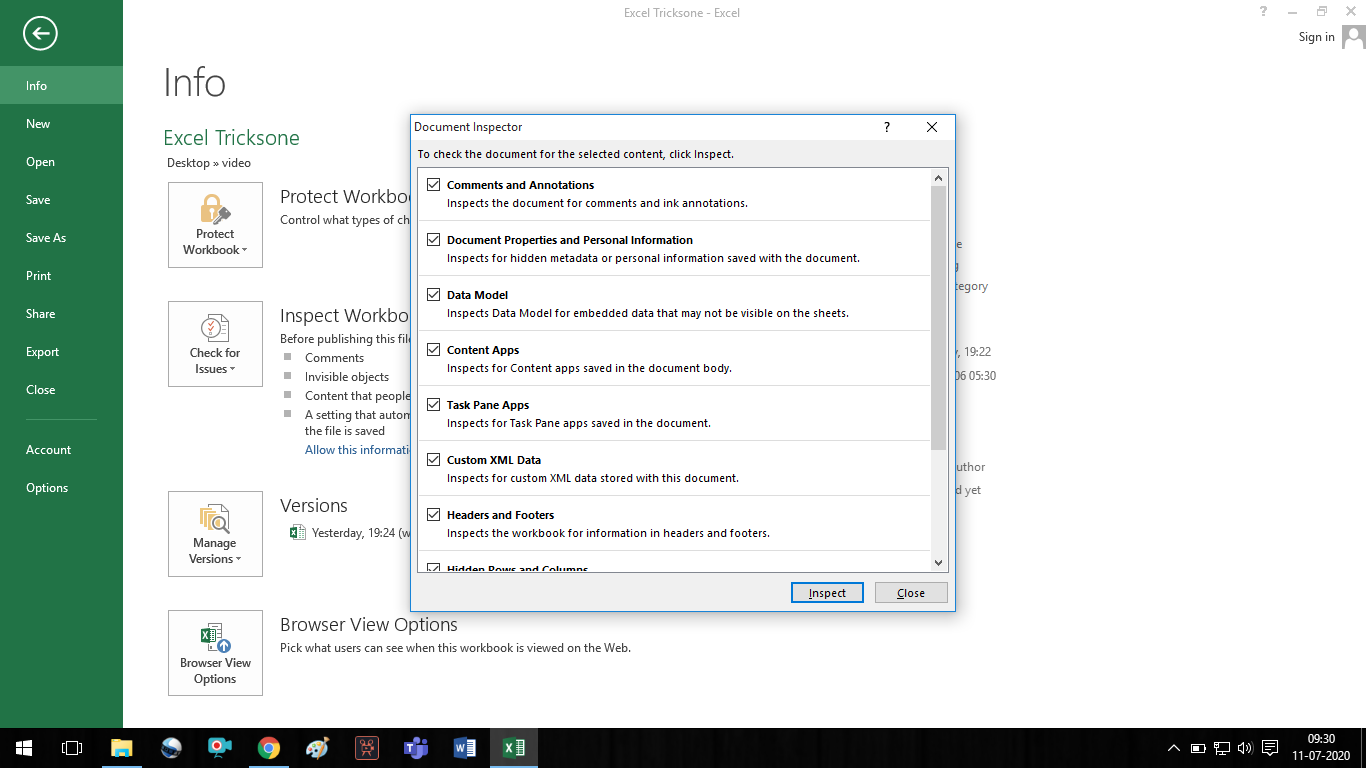 Excel Tricksone - Excel
Sign in
Info
New
Open
Save
Save As
Print
Share
Export
Close
Account
Options
Info
Excel Tricksone
Desktop » video
Protect Workbook
Protect
Control what types of
Inspect
Check for Issues
Before publishing this
Comments
Invisible objects
Content that people
A setting that
the file is saved
Allow this
Versions
Manage Versions
Yesterday, 19:24
Browser View Options
Browser View Options
Pick what users can see when this workbook is viewed on the Web.
Document Inspector
To check the document for the selected content, click Inspect.
Comments and Annotations
Inspects the document for comments and ink annotations.
Document Properties and Personal Information
Inspects for hidden metadata or personal information saved with the document.
Data Model
Inspects Data Model for embedded data that may not be visible on the sheets.
Content Apps
Inspects for Content apps saved in the document body.
Task Pane Apps
Inspects for Task Pane apps saved in the document.
Custom XML Data
Inspects for custom XML data stored with this document.
Headers and Footers
Inspects the workbook for information in headers and footers.
Hidden Rows and Columns
Inspect
Close
19:22
05:30
yet
09:30
11-07-2020